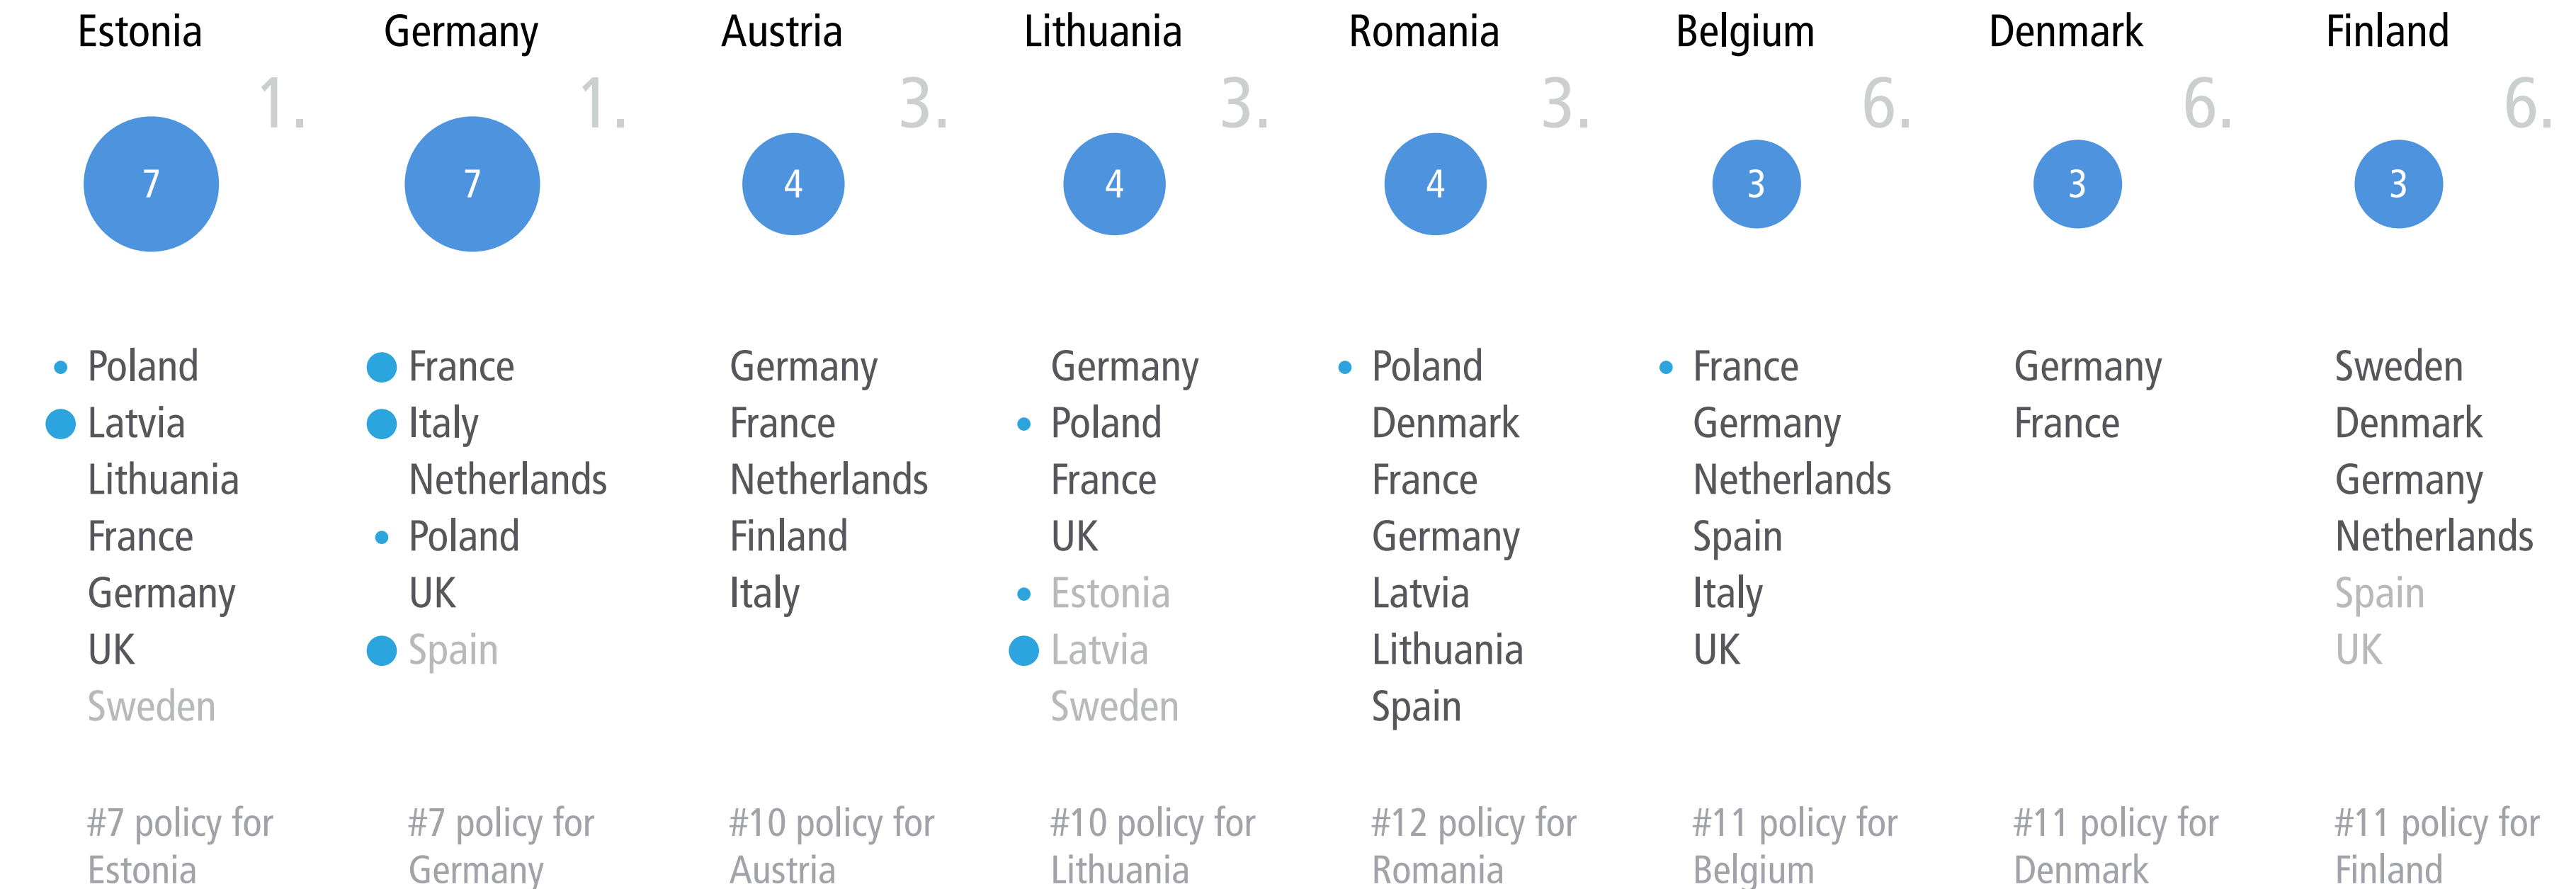 Estonia
1.
7
Poland
Latvia
Lithuania
France
Germany
UK
Sweden
#7 policy for
Estonia
Germany
1.
7
France
Italy
Netherlands
Poland
UK
Spain
#7 policy for
Germany
Austria
3.
4
Germany
France
Netherlands
Finland
Italy
#10 policy for
Austria
Lithuania
3.
4
Germany
Poland
France
UK
Estonia
Latvia
Sweden
#10 policy for
Lithuania
Romania
3.
4
Poland
Denmark
France
Germany
Latvia
Lithuania
Spain
#12 policy for
Romania
Belgium
6.
3
France
Germany
Netherlands
Spain
Italy
UK
#11 policy for
Belgium
Denmark
6.
3
Germany
France
#11 policy for
Denmark
Finland
6.
3
Sweden
Denmark
Germany
Netherlands
Spain
UK
#11 policy for
Finland